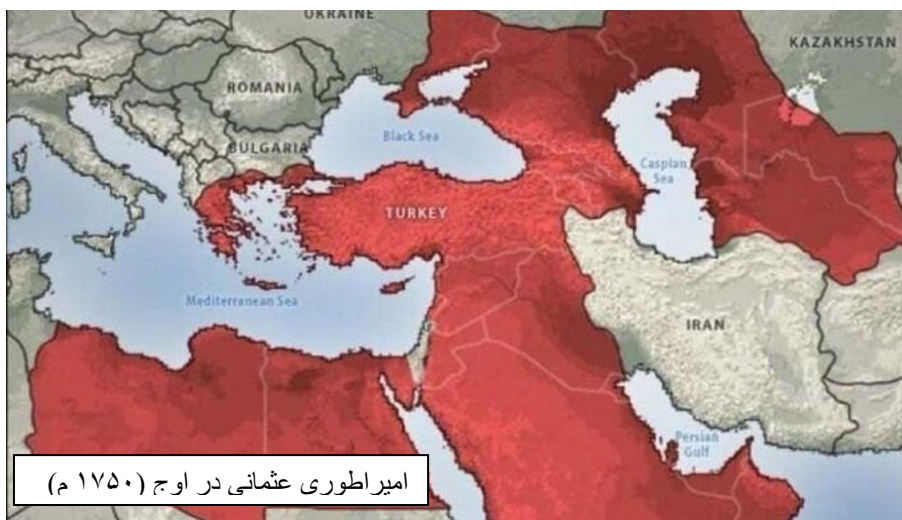 UKRAINE
KAZAKHSTAN
ROMANIA
Black Sea
BULGARIA
Caspian
Sea
TURKEY
Mediterranean Sea
IRAN
Persian
Gulf
امپراطوری عثمانی در اوج (۱۷۵۰ م)